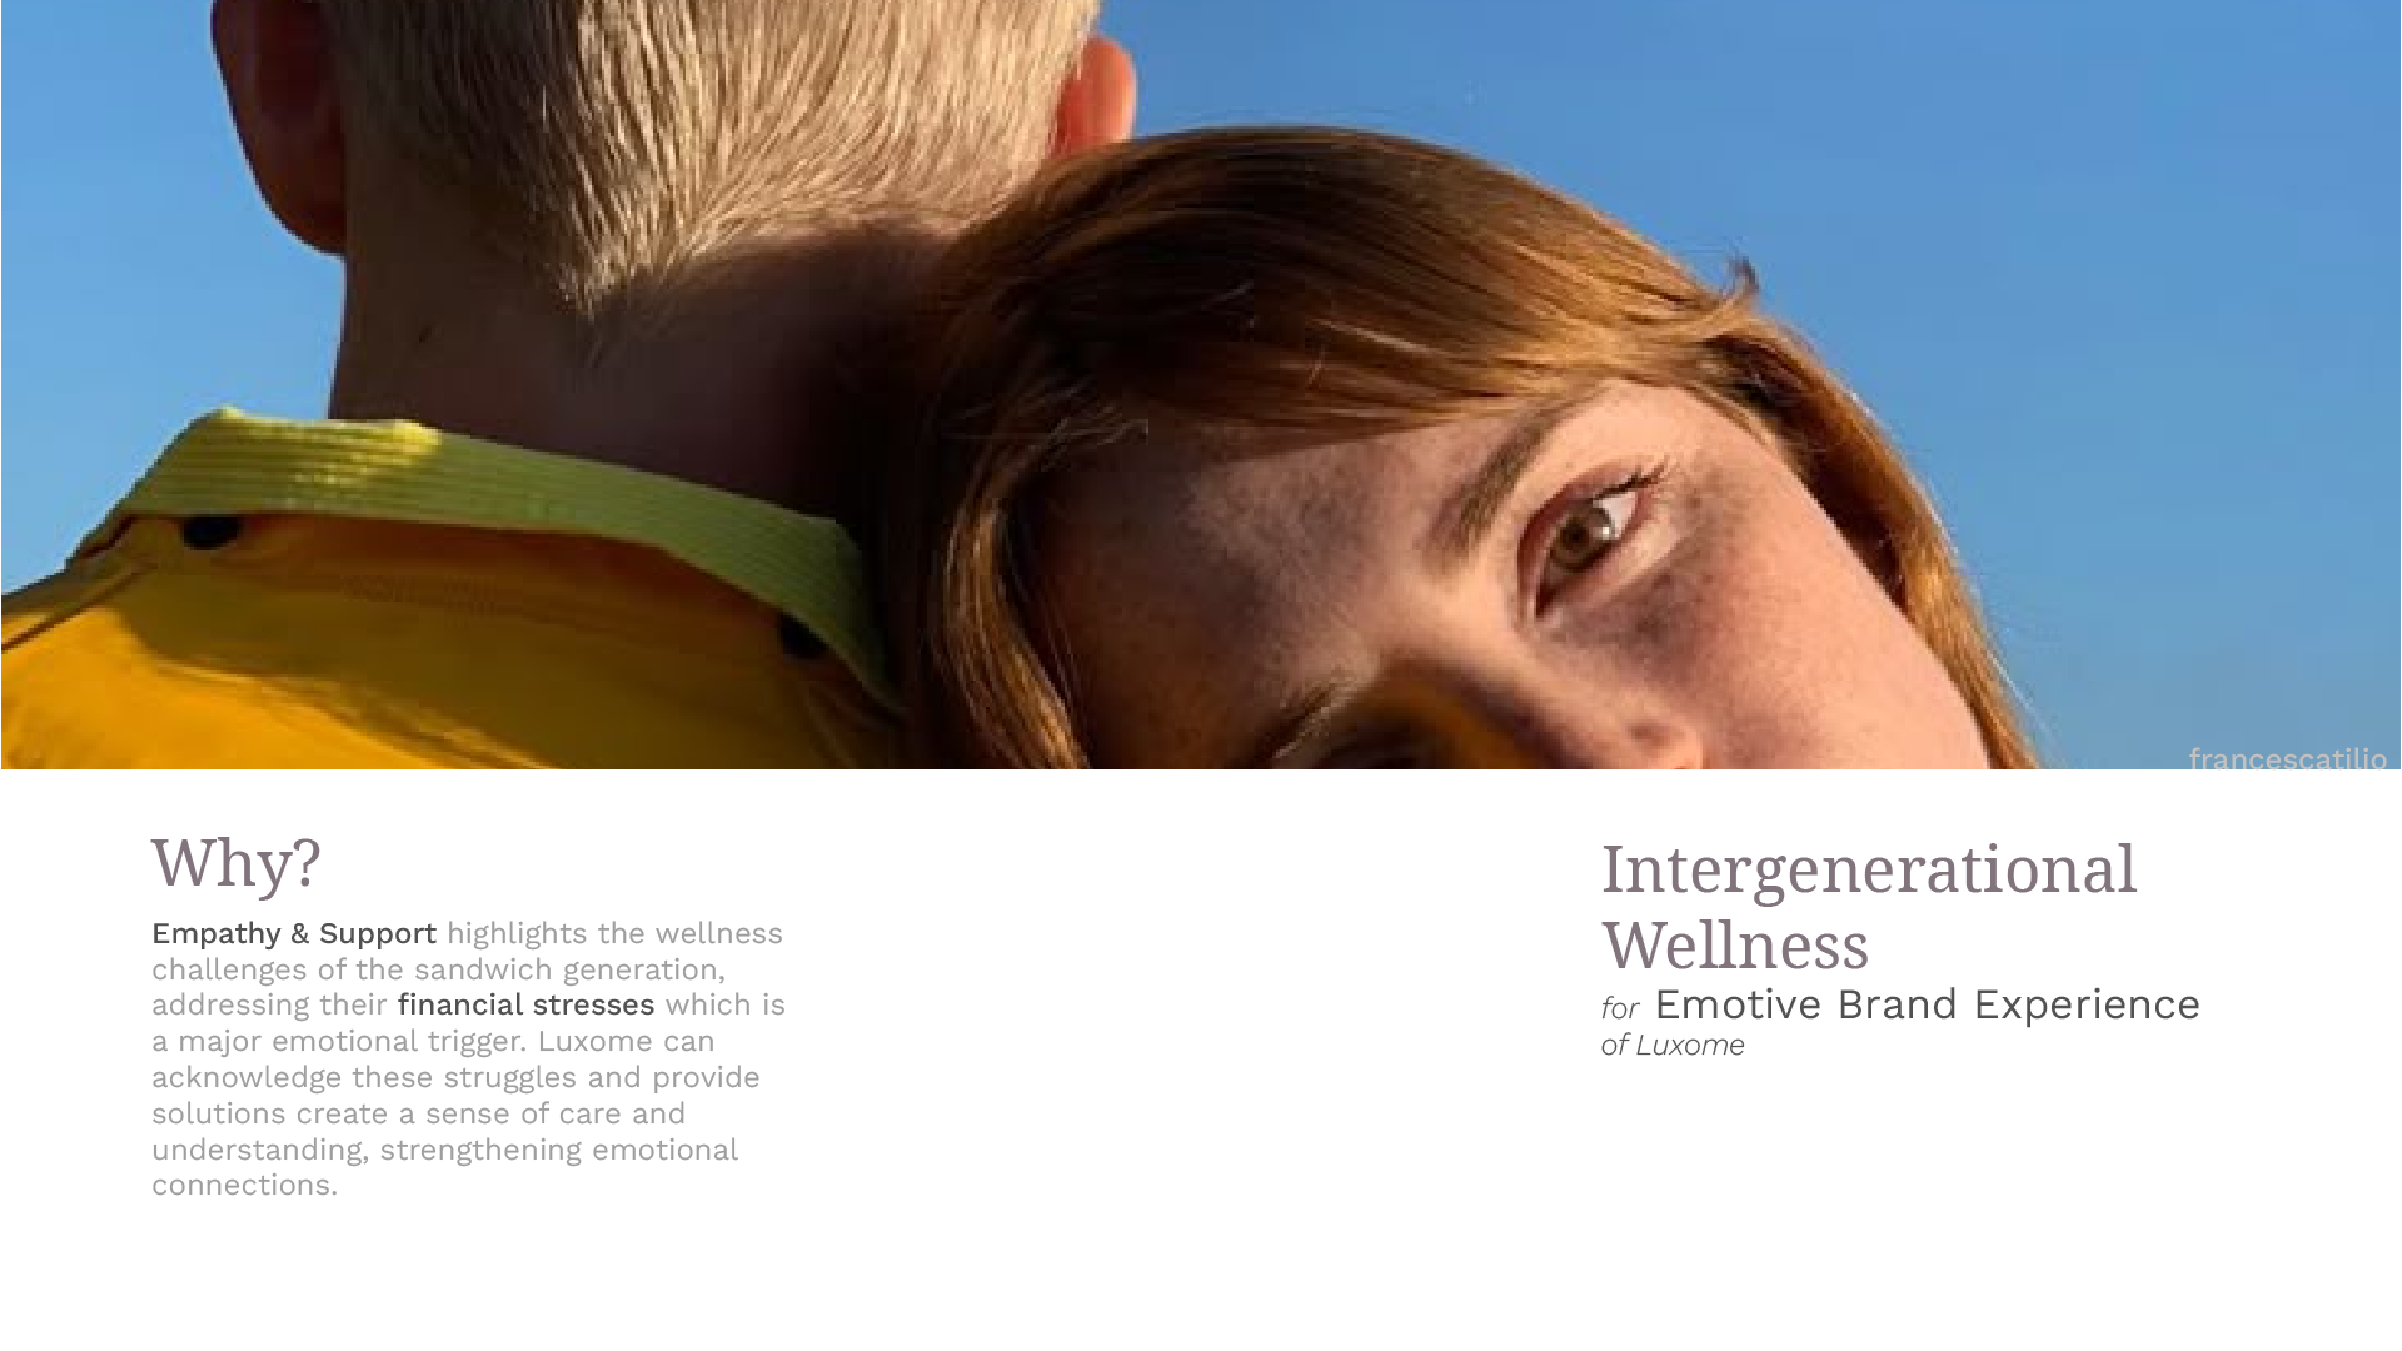 francescatilio
Why?
Empathy & Support highlights the wellness
challenges of the sandwich generation,
addressing their financial stresses which is
a major emotional trigger. Luxome can
acknowledge these struggles and provide
solutions create a sense of care and
understanding, strengthening emotional
connections.
Intergenerational
Wellness
for Emotive Brand Experience
of Luxome